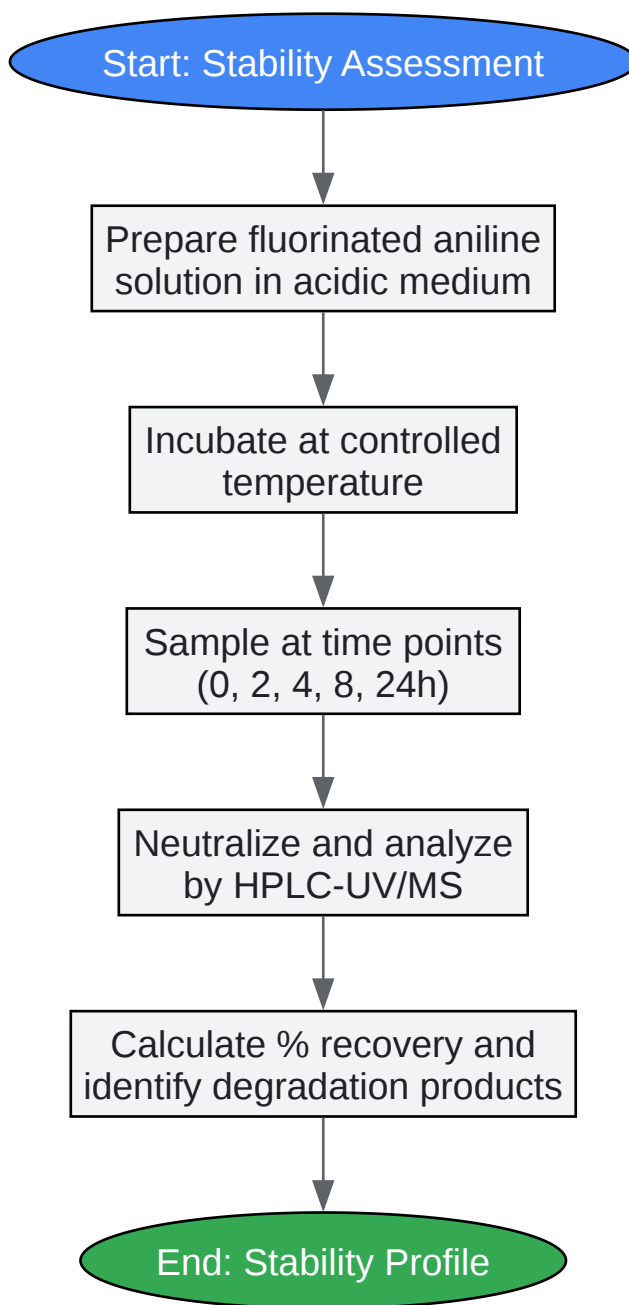 Start: Stability Assessment
Prepare fluorinated aniline
solution in acidic medium
Incubate at controlled
temperature
Sample at time points
(0, 2, 4, 8, 24h)
Neutralize and analyze
by HPLC-UV/MS
Calculate % recovery and
identify degradation products
End: Stability Profile